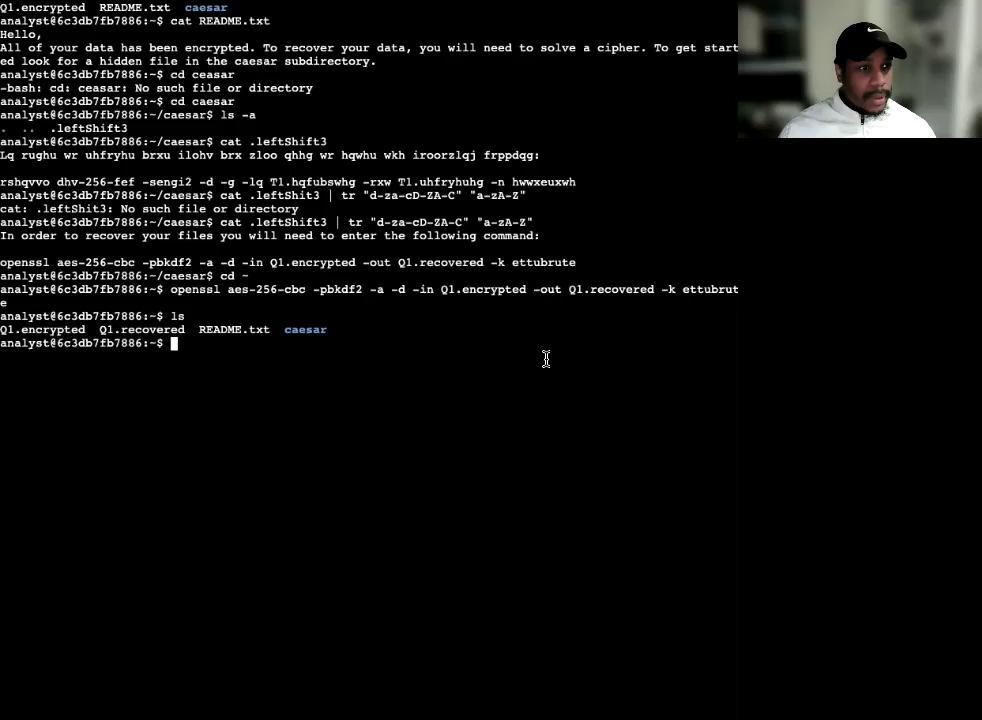 Q1.encrypted  README.txt  caesar
analyst@6c3db7fb7886:~$ cat README.txt
Hello,
All of your data has been encrypted. To recover your data, you will need to solve a cipher. To get start
ed look for a hidden file in the caesar subdirectory.
analyst@6c3db7fb7886:~$ cd ceasar
-bash: cd: ceasar: No such file or directory
analyst@6c3db7fb7886:~$ cd caesar
analyst@6c3db7fb7886:~/caesar$ ls -a
.  ..  .leftShift3
analyst@6c3db7fb7886:~/caesar$ cat .leftShift3
Lq rughu wr uhfryhu brxu ilohv brx zloo qhhg wr hqwhu wkh iroorzlqj frppdqg:
rshqvvo dhv-256-fef -sengi2 -d -g -lq T1.hqfubswhg -rxw T1.uhfryhuhg -n hwwxeuxwh
analyst@6c3db7fb7886:~/caesar$ cat .leftShit3 | tr "d-za-cD-ZA-C" "a-zA-Z"
cat: .leftShit3: No such file or directory
analyst@6c3db7fb7886:~/caesar$ cat .leftShift3 | tr "d-za-cD-ZA-C" "a-zA-Z"
In order to recover your files you will need to enter the following command:
openssl aes-256-cbc -pbkdf2 -a -d -in Q1.encrypted -out Q1.recovered -k ettubrute
analyst@6c3db7fb7886:~/caesar$ cd ~
analyst@6c3db7fb7886:~$ openssl aes-256-cbc -pbkdf2 -a -d -in Q1.encrypted -out Q1.recovered -k ettubrut
e
analyst@6c3db7fb7886:~$ ls
Q1.encrypted  Q1.recovered  README.txt  caesar
analyst@6c3db7fb7886:~$